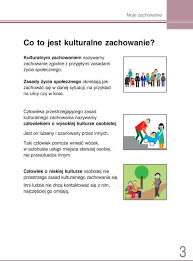 Moje zachowanie
Co to jest kulturalne zachowanie?
Kulturalnym zachowaniem nazywamy
zachowanie zgodne z przyjętymi zasadami
życia społecznego.
Zasady życia społecznego określają jak
zachować się w danej sytuacji, na przykład
na ulicy czy w kinie.
Człowieka przestrzegającego zasad
kulturalnego zachowania nazywamy
człowiekiem o wysokiej kulturze osobistej.
Jest on lubiany i szanowany przez innych.
Taki człowiek pomoże wnieść wózek,
w autobusie ustąpi miejsca starszej osobie,
nie przeszkadza innym.
Człowiek o niskiej kulturze osobistej nie
przestrzega zasad kulturalnego zachowania się.
Inni ludzie nie chcą kontaktować się z nim,
najczęściej go nie lubią.
3